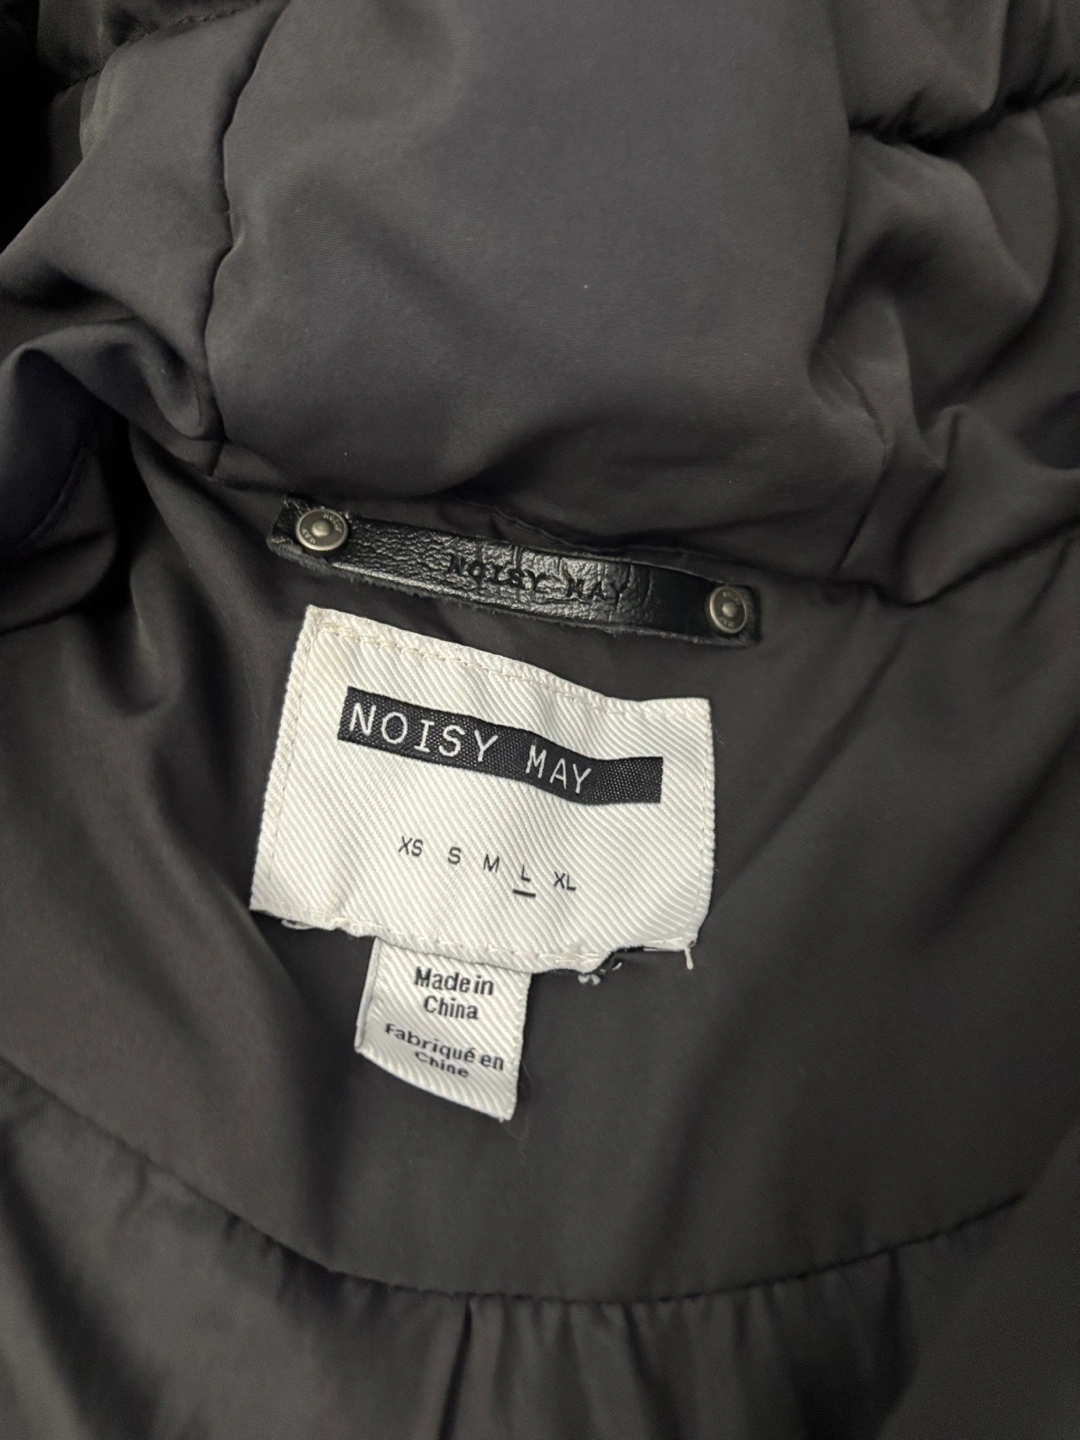 NOISY MAY
NOISY MAY
XS S M L XL
Made in
China
Fabriqué en
Chine